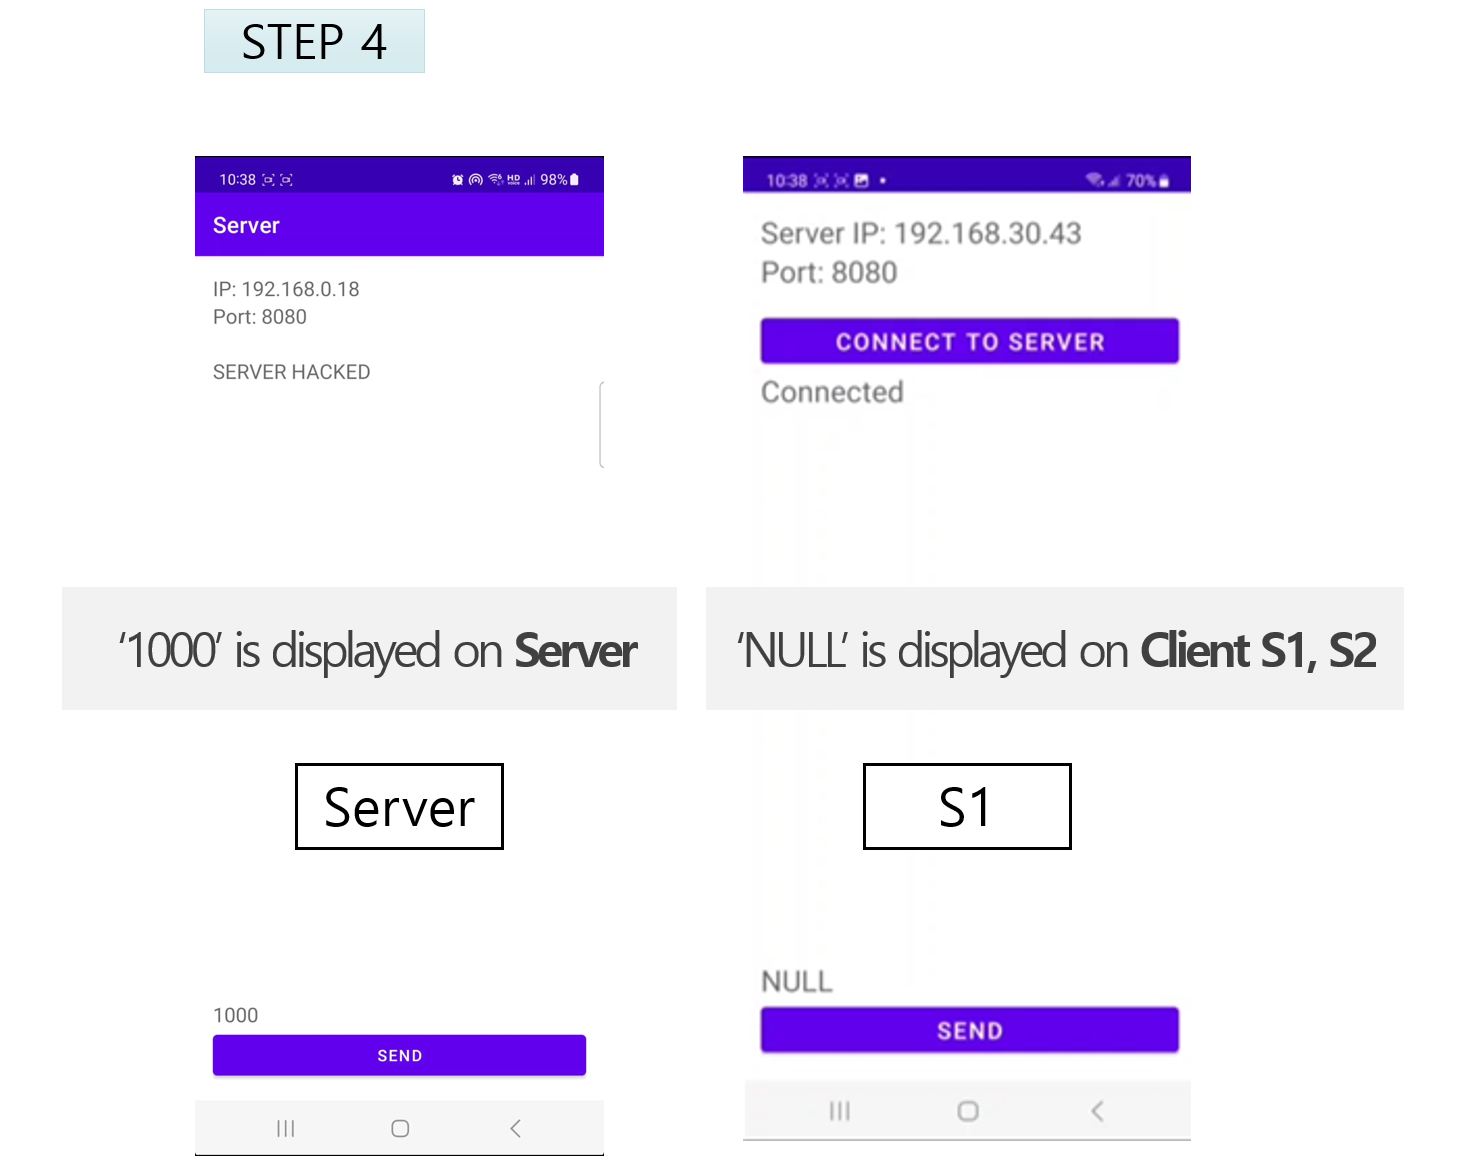 STEP 4
10:38
98%
Server
IP: 192.168.0.18
Port: 8080
SERVER HACKED
10:38
70%
Server IP: 192.168.30.43
Port: 8080
CONNECT TO SERVER
Connected
‘1000’ is displayed on Server
‘NULL’ is displayed on Client S1, S2
Server
S1
1000
SEND
NULL
SEND